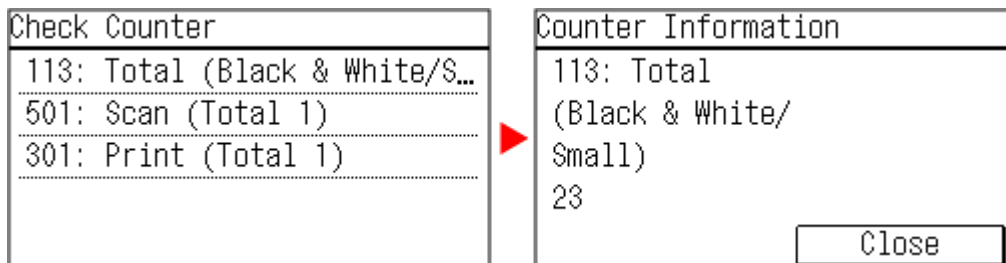 Check Counter
113: Total (Black & White/S…
501: Scan (Total 1)
301: Print (Total 1)
Counter Information
113: Total
(Black & White/
Small)
23
Close